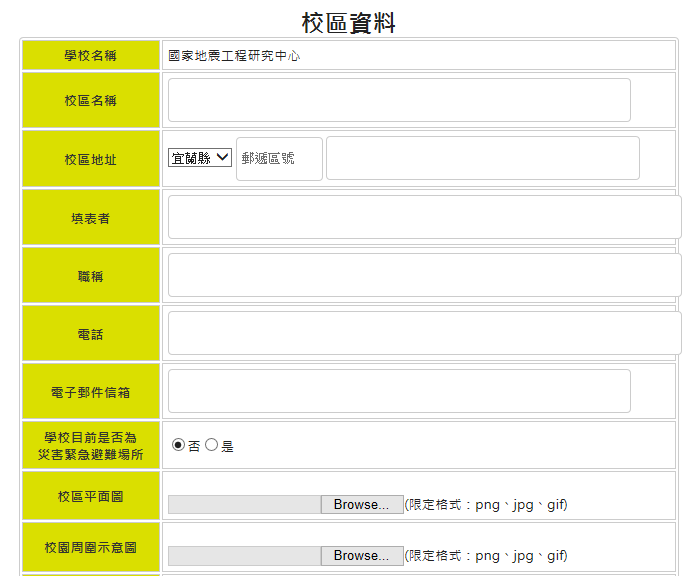 校區資料
學校名稱 國家地震工程研究中心
校區名稱
校區地址 宜蘭縣 郵遞區號
填表者
職稱
電話
電子郵件信箱
學校目前是否為
災害緊急避難場所 否 是
校區平面圖 Browse... (限定格式：png、jpg、gif)
校園周圍示意圖 Browse... (限定格式：png、jpg、gif)